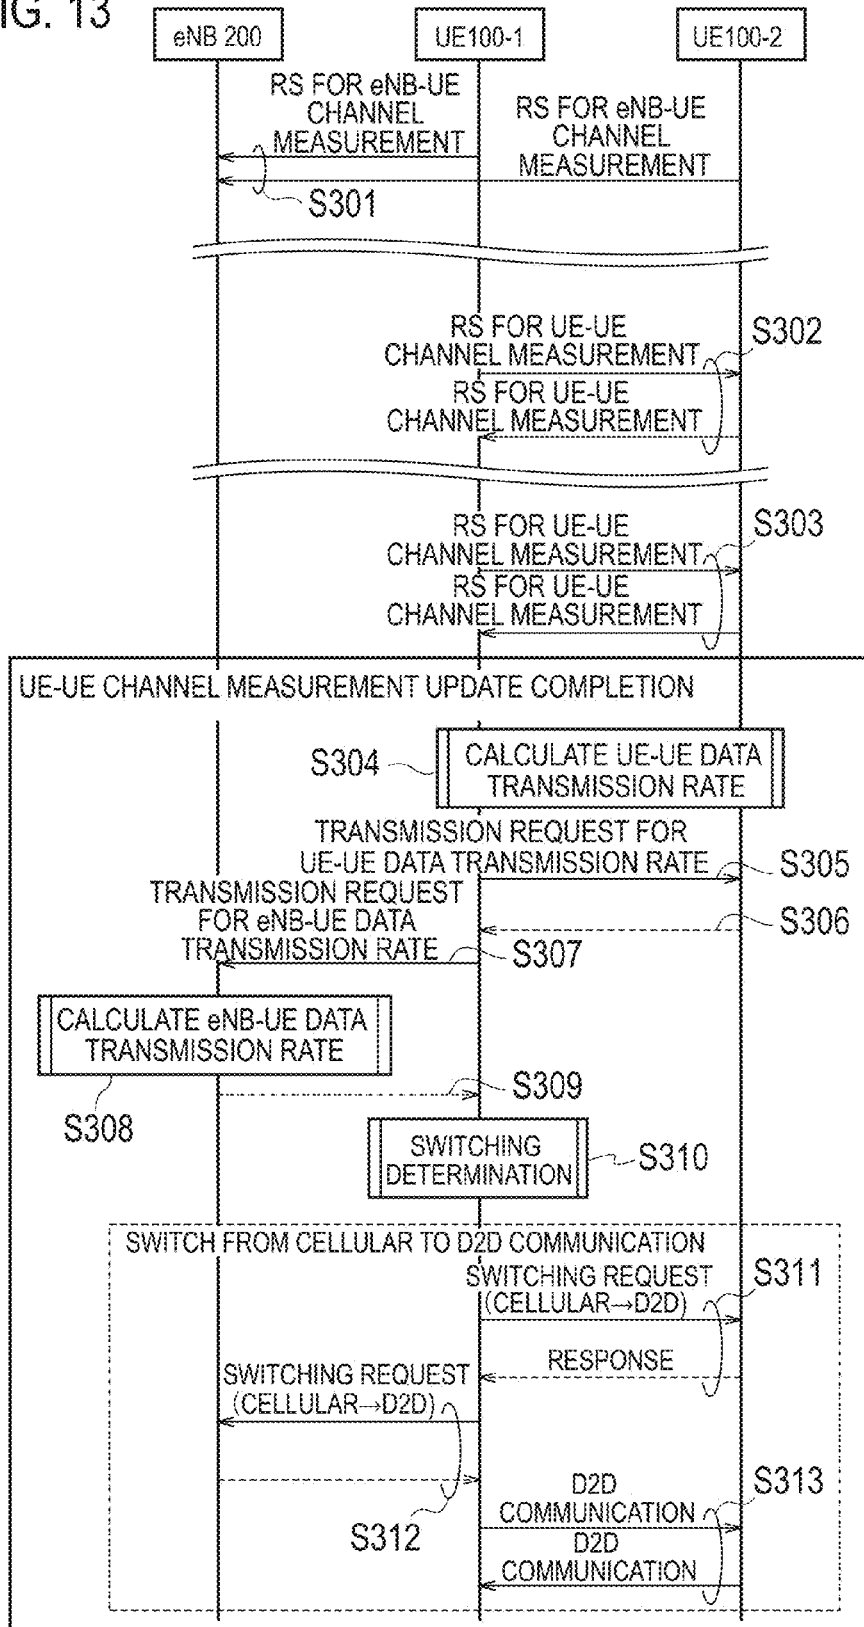 IG. 13
eNB 200
UE100-1
UE100-2
RS FOR eNB-UE
CHANNEL
MEASUREMENT
RS FOR eNB-UE
CHANNEL
MEASUREMENT
S301
RS FOR UE-UE
CHANNEL MEASUREMENT
S302
RS FOR UE-UE
CHANNEL MEASUREMENT
RS FOR UE-UE
CHANNEL MEASUREMENT
S303
RS FOR UE-UE
CHANNEL MEASUREMENT
UE-UE CHANNEL MEASUREMENT UPDATE COMPLETION
S304
CALCULATE UE-UE DATA
TRANSMISSION RATE
TRANSMISSION REQUEST FOR
UE-UE DATA TRANSMISSION RATE
S305
TRANSMISSION REQUEST
FOR eNB-UE DATA
TRANSMISSION RATE
S306
S307
CALCULATE eNB-UE DATA
TRANSMISSION RATE
S308
S309
SWITCHING
DETERMINATION
S310
SWITCH FROM CELLULAR TO D2D COMMUNICATION
SWITCHING REQUEST
(CELLULAR→D2D)
S311
RESPONSE
SWITCHING REQUEST
(CELLULAR→D2D)
S312
D2D
COMMUNICATION
S313
D2D
COMMUNICATION